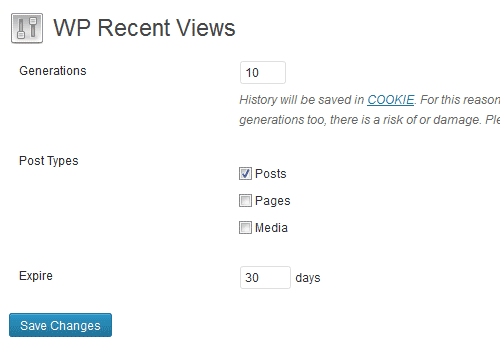 WP Recent Views
Generations
10
History will be saved in COOKIE. For this reason
generations too, there is a risk of or damage. Ple
Post Types
Posts
Pages
Media
Expire
30 days
Save Changes